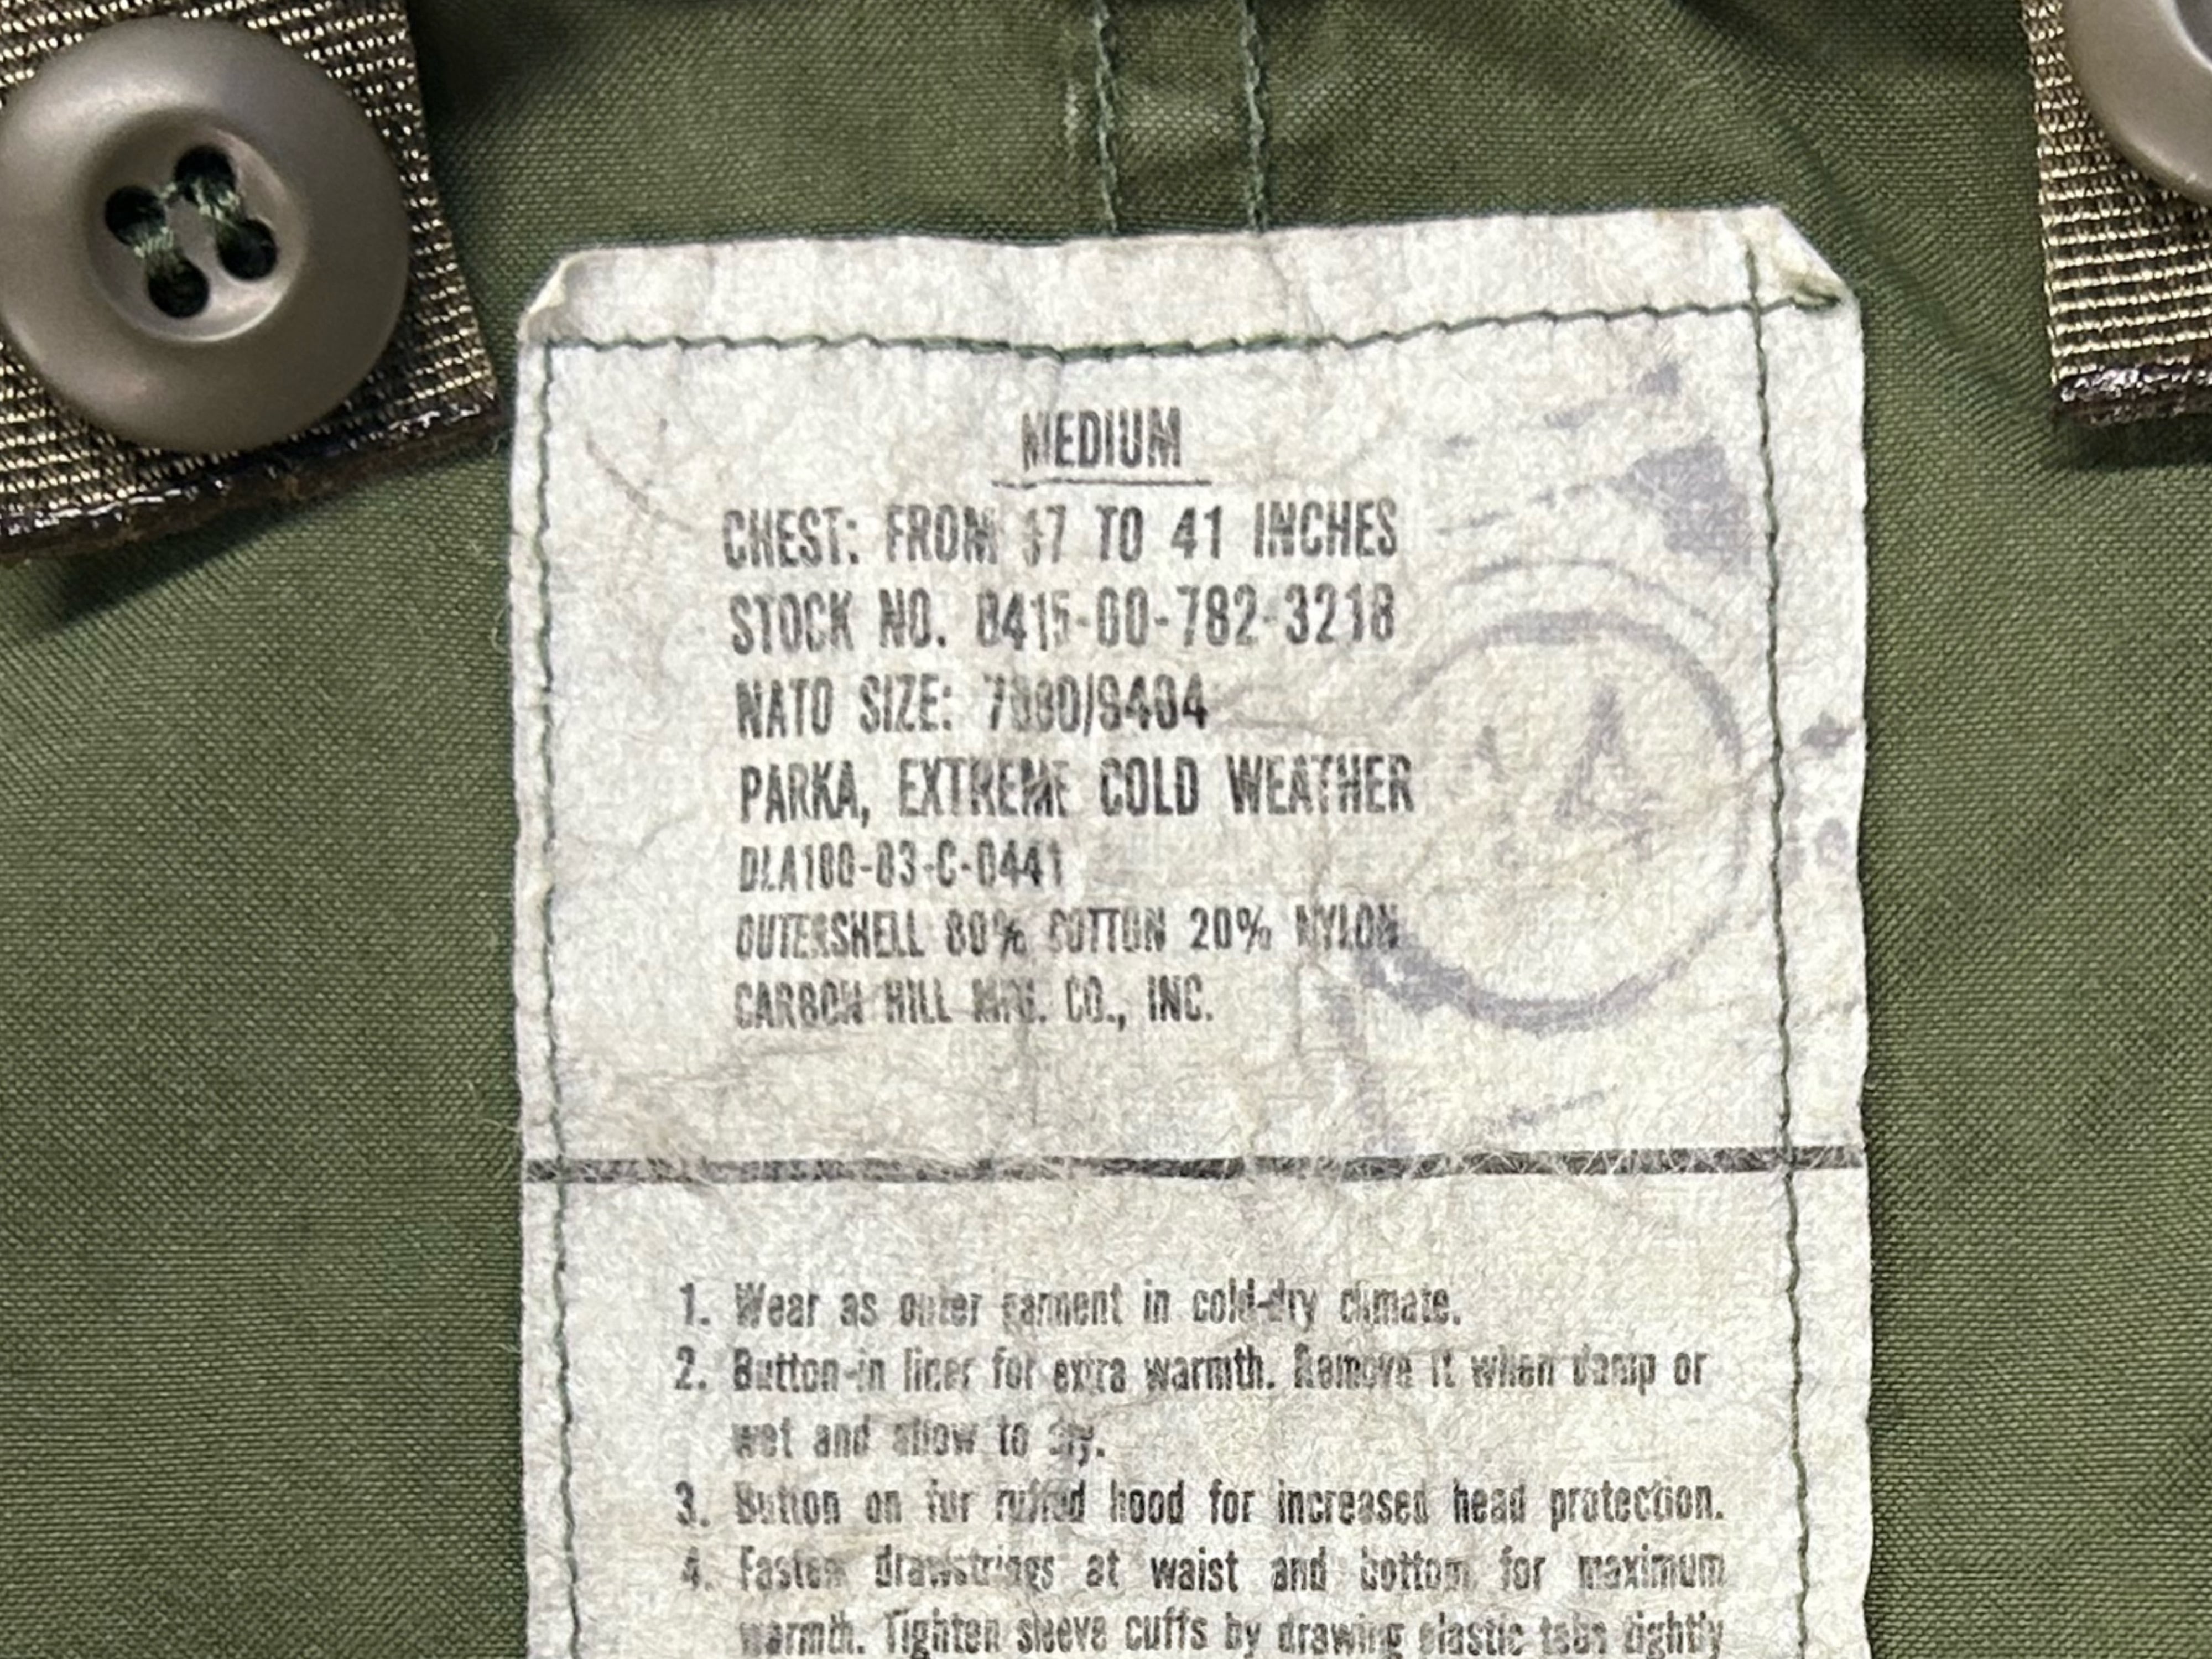 MEDIUM
CHEST: FROM 37 TO 41 INCHES
STOCK NO. 8415-00-782-3218
NATO SIZE: /9404
PARKA, EXTREME COLD WEATHER
DLA100-83-C-0441
OUTERSHELL 80% COTTON 20% NYLON
CARBON HILL MFG. CO., INC.
1. Wear as outer garment in cold-dry climate.
2. Button-in liner for extra warmth. Remove it when damp or
wet and allow to dry.
3. Button on fur ruffed hood for increased head protection.
4. Fasten drawstrings at waist and bottom for maximum
warmth. Tighten sleeve cuffs by drawing elastic tabs tightly